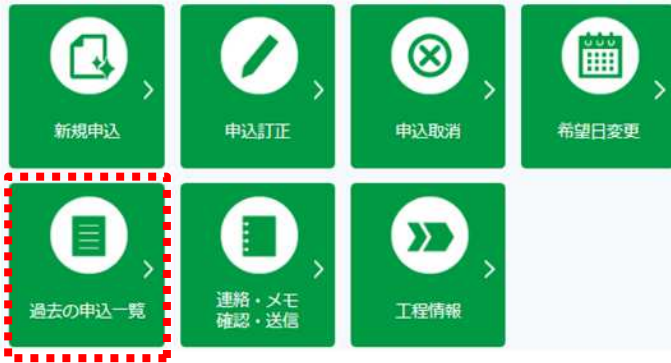 新規申込
申込訂正
申込取消
希望日変更
過去の申込一覧
連絡・メモ
確認・送信
工程情報